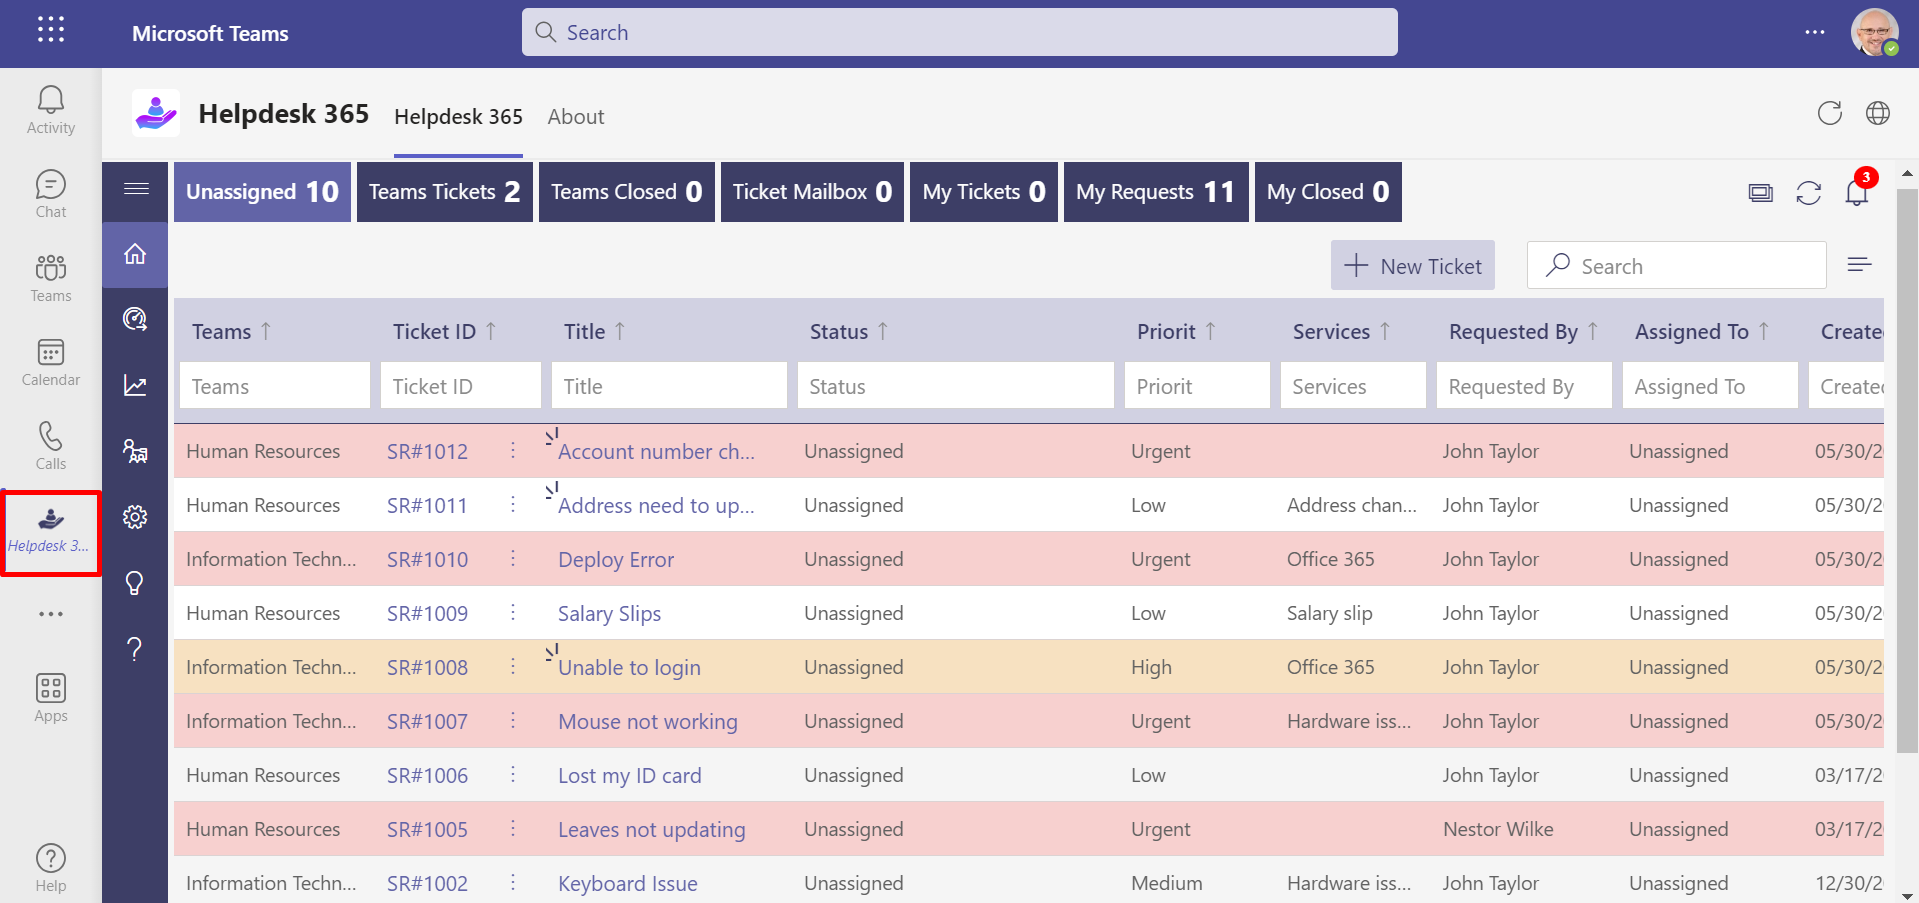 Microsoft Teams
Search
Activity
Chat
Teams
Calendar
Calls
Helpdesk 3...
Apps
Help
Helpdesk 365
Helpdesk 365
About
Unassigned 10
Teams Tickets 2
Teams Closed 0
Ticket Mailbox 0
My Tickets 0
My Requests 11
My Closed 0
3
New Ticket
Search
Teams Ticket ID Title Status Priorit Services Requested By Assigned To Create
Teams Ticket ID Title Status Priorit Services Requested By Assigned To Create
Human Resources SR#1012 Account number ch... Unassigned Urgent John Taylor Unassigned 05/30/2
Human Resources SR#1011 Address need to up... Unassigned Low Address chan... John Taylor Unassigned 05/30/2
Information Techn... SR#1010 Deploy Error Unassigned Urgent Office 365 John Taylor Unassigned 05/30/2
Human Resources SR#1009 Salary Slips Unassigned Low Salary slip John Taylor Unassigned 05/30/2
Information Techn... SR#1008 Unable to login Unassigned High Office 365 John Taylor Unassigned 05/30/2
Information Techn... SR#1007 Mouse not working Unassigned Urgent Hardware iss... John Taylor Unassigned 05/30/2
Human Resources SR#1006 Lost my ID card Unassigned Low John Taylor Unassigned 03/17/2
Human Resources SR#1005 Leaves not updating Unassigned Urgent Nestor Wilke Unassigned 03/17/2
Information Techn... SR#1002 Keyboard Issue Unassigned Medium Hardware iss... John Taylor Unassigned 12/30/2